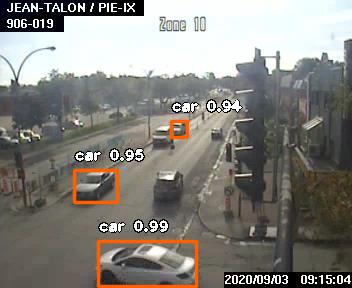 JEAN-TALON / PIE-IX
906-019
Zone 10
car 0.94
car 0.95
car 0.99
2020/09/03 09:15:04